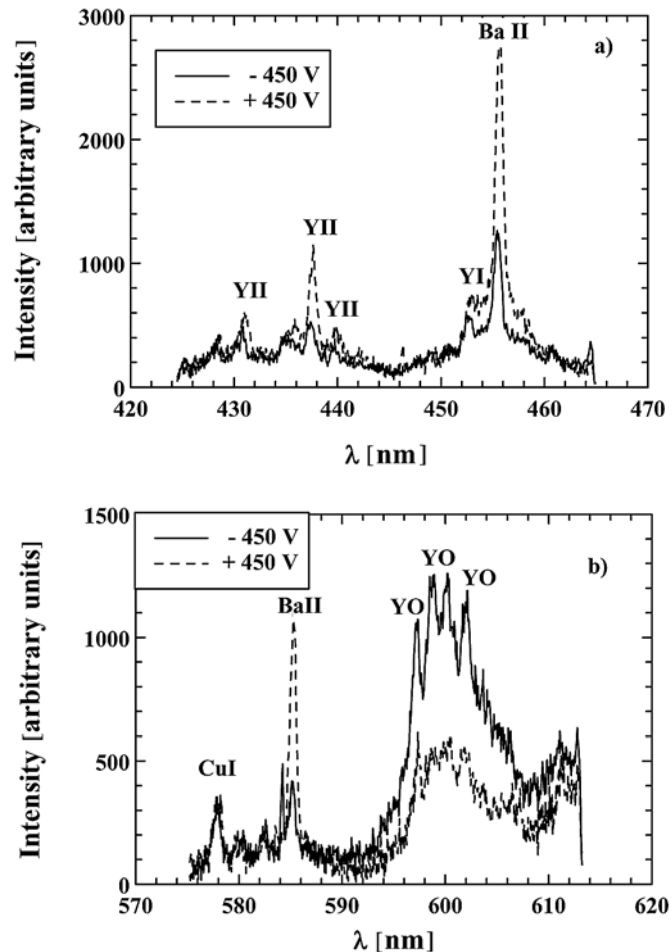 3000
Ba II
a)
- 450 V
+ 450 V
2000
Intensity [arbitrary units]
YII
1000
YII
YII
YI
0
420 430 440 450 460 470
λ [nm]
1500
- 450 V
+ 450 V
YO
YO
YO
b)
BaII
1000
Intensity [arbitrary units]
500
CuI
0
570 580 590 600 610 620
λ [nm]